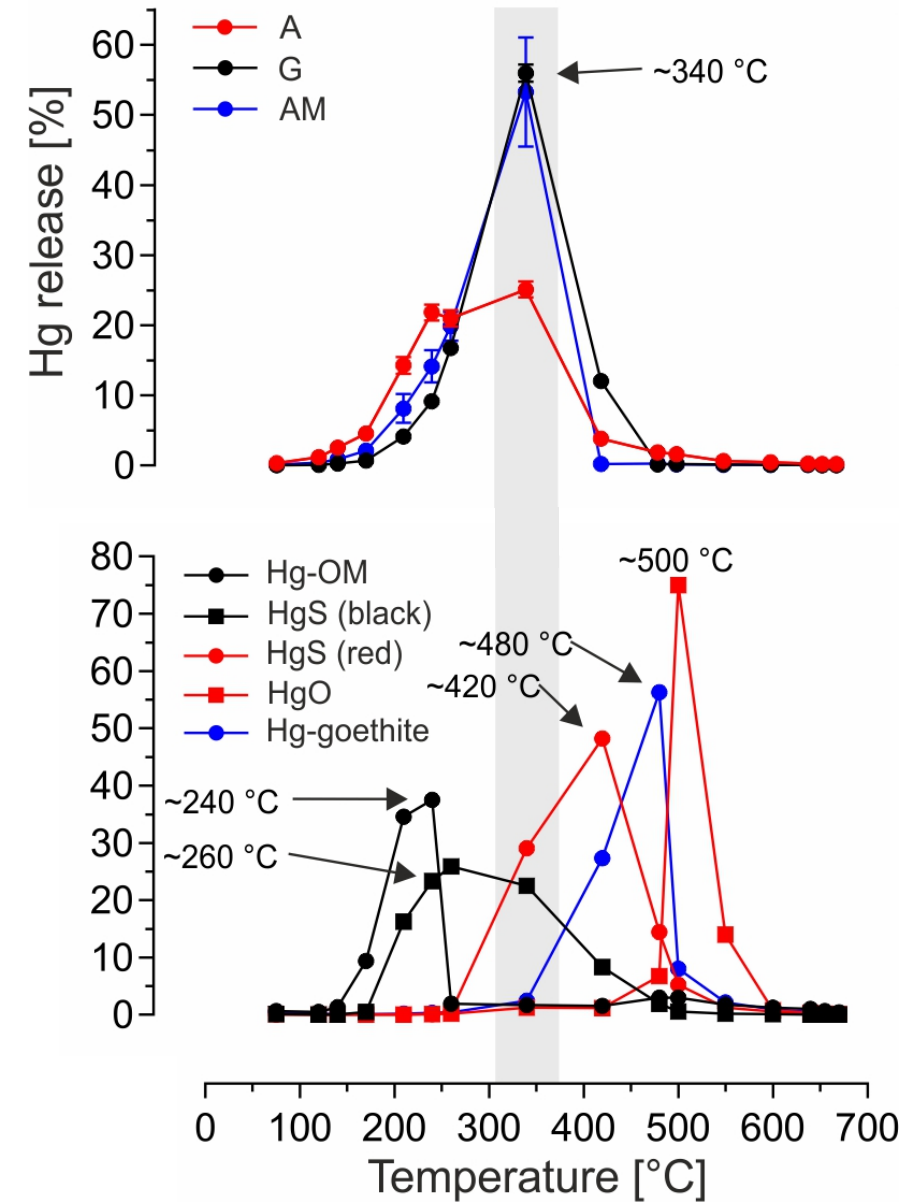 A
G
AM
~340 °C
Hg release [%]
60
50
40
30
20
10
0
Hg-OM
HgS (black)
HgS (red)
HgO
Hg-goethite
~500 °C
~480 °C
~420 °C
~240 °C
~260 °C
80
70
60
50
40
30
20
10
0
0 100 200 300 400 500 600 700
Temperature [°C]